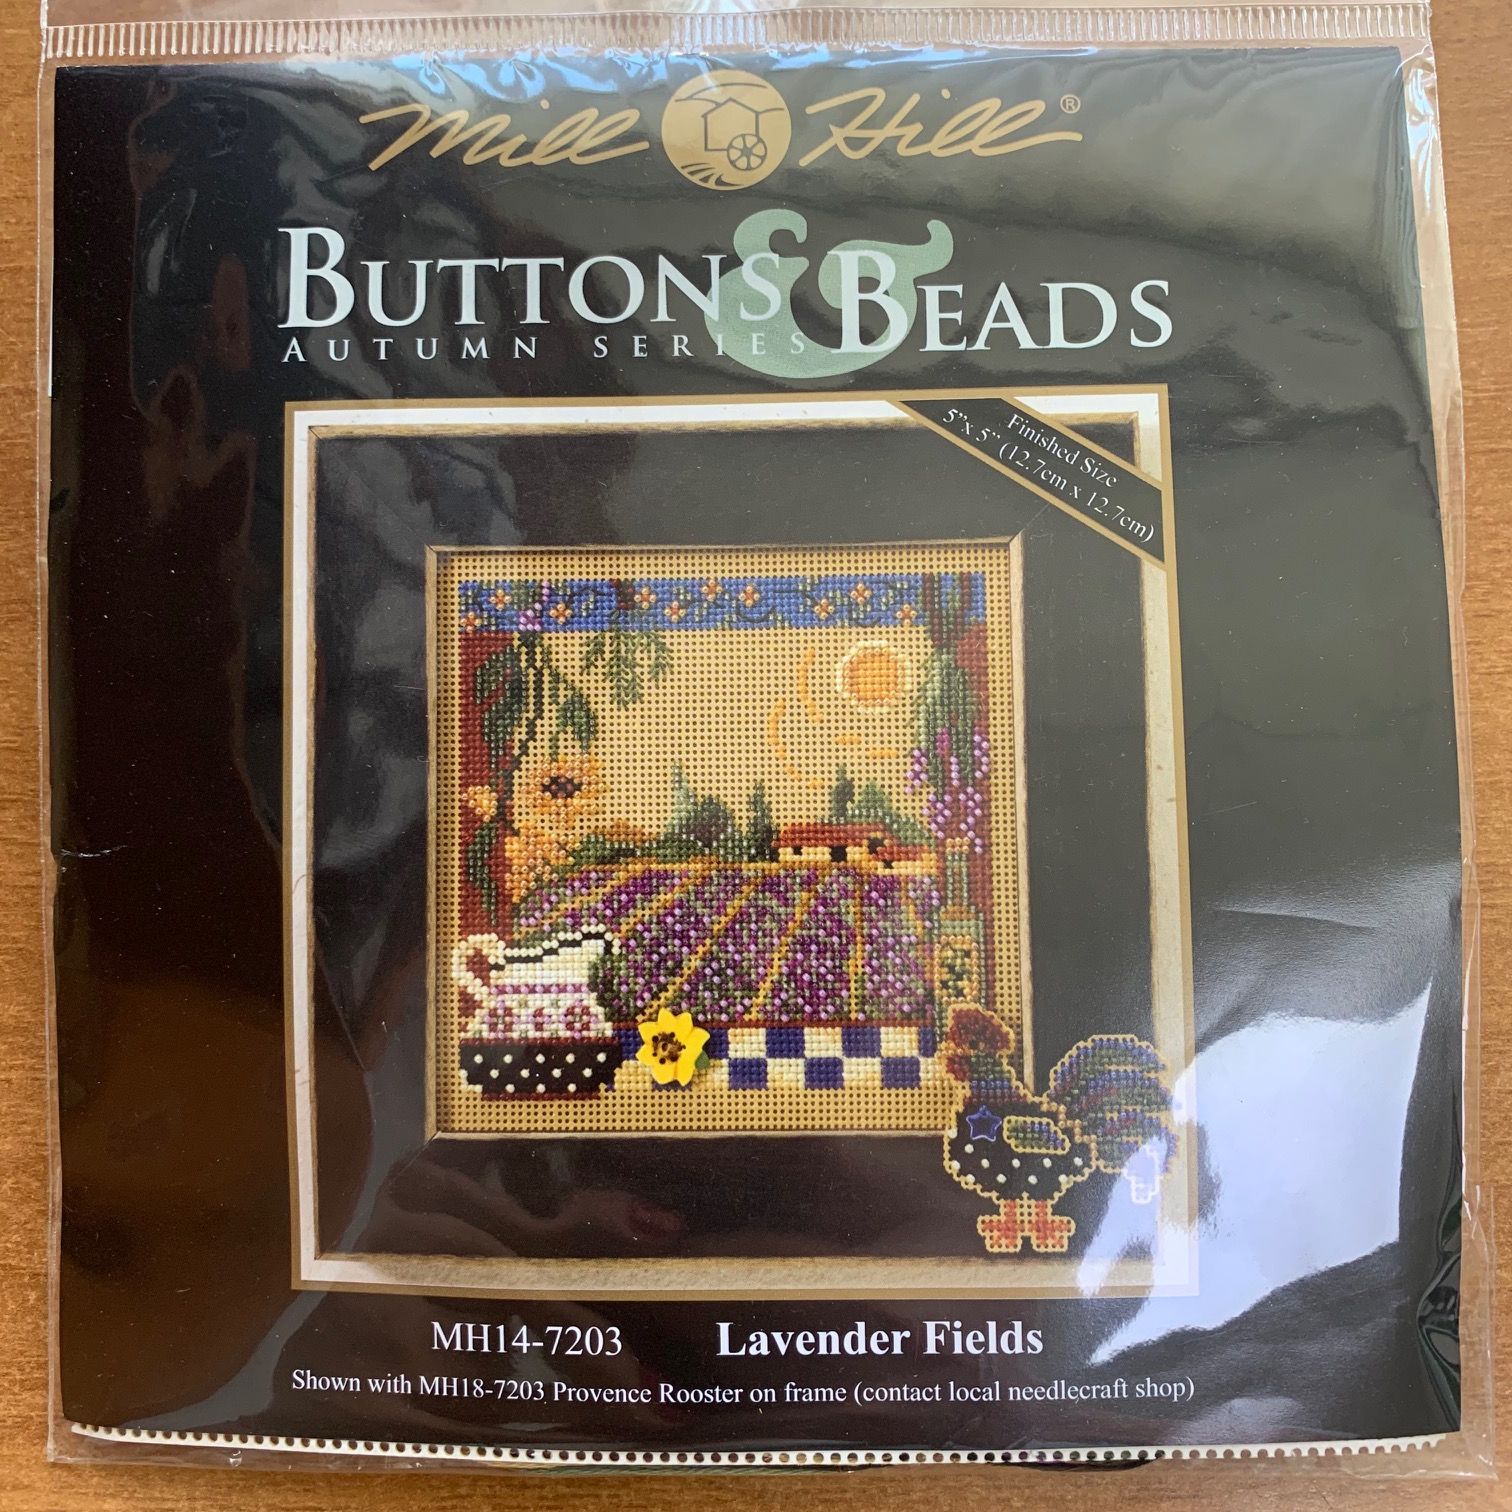 Mill Hill®
BUTTONS & BEADS
AUTUMN SERIES
Finished Size
5”x 5“ (12.7cm x 12.7cm)
MH14-7203 Lavender Fields
Shown with MH18-7203 Provence Rooster on frame (contact local needlecraft shop)